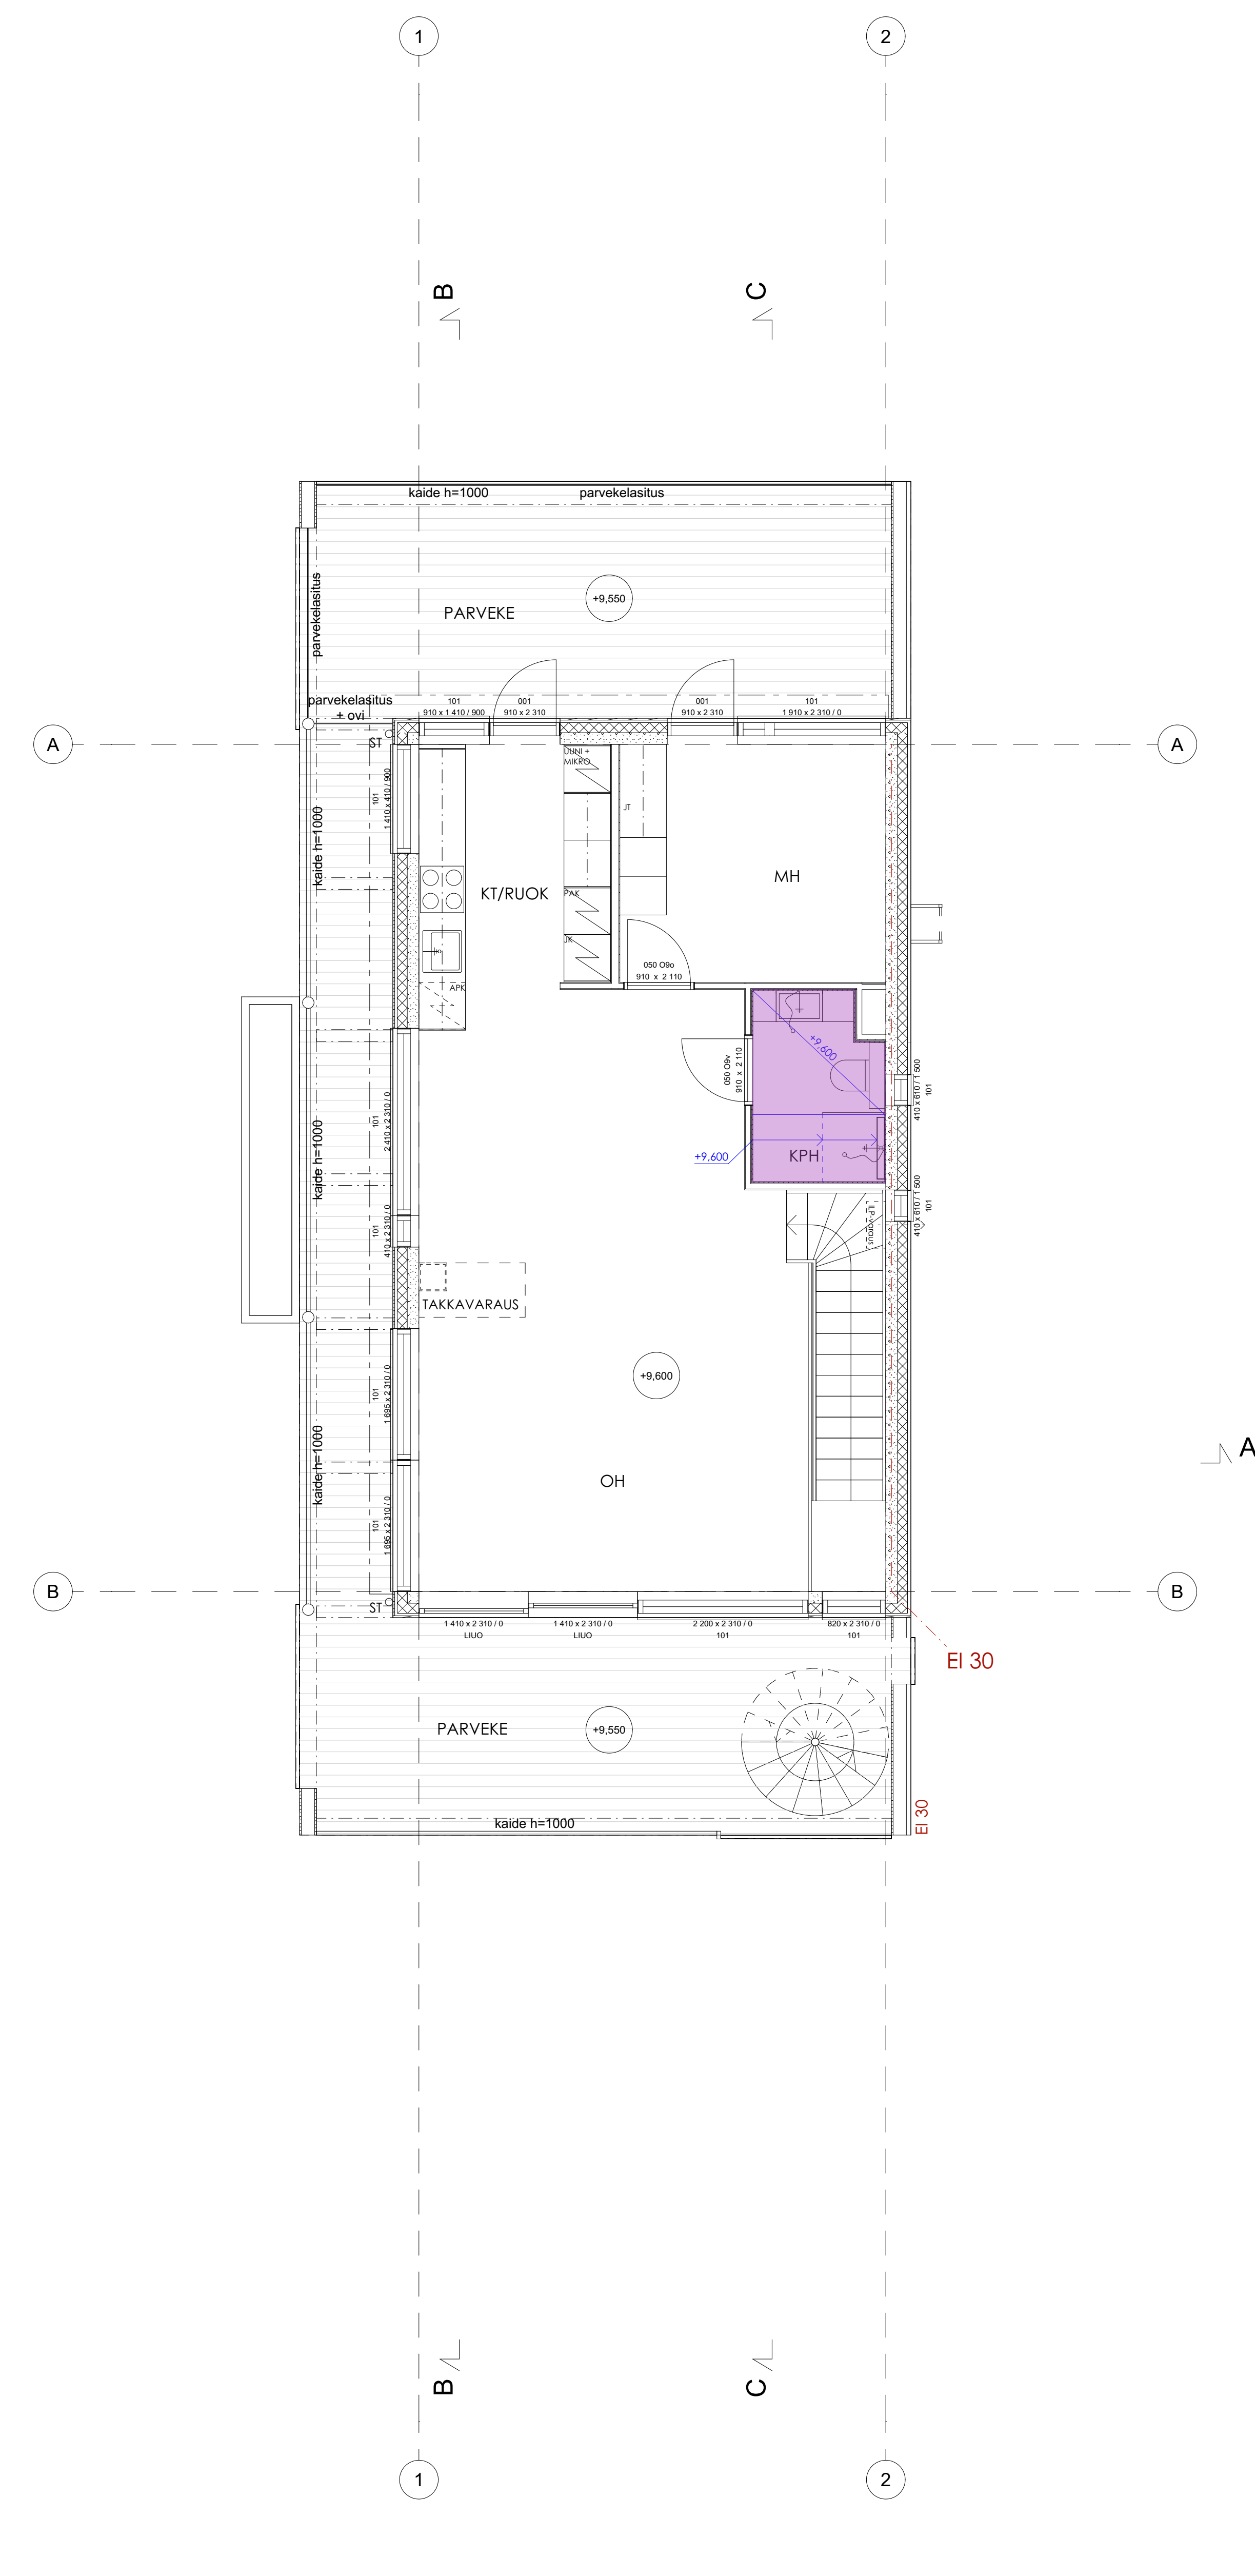 1
2
B
C
kaide h=1000
parvekelasitus
parvekelasitus
+9,550
PARVEKE
parvekelasitus
+ ovi
101
910 x 1 410 / 900
001
910 x 2 310
001
910 x 2 310
101
1 910 x 2 310 / 0
A
ST
A
UUNI +
MIKRO
101
1 410 x 410 / 900
JT
kaide h=1000
MH
KT/RUOK
PAK
JK
050 O9o
910 x 2 110
APK
+9,600
050 O9v
910 x 2 110
410 x 610 / 1 500
101
101
2 410 x 2 310 / 0
kaide h=1000
+9,600
KPH
101
410 x 2 310 / 0
ILP-varaus
410 x 610 / 1 500
101
TAKKAVARAUS
+9,600
101
1 695 x 2 310 / 0
kaide h=1000
OH
A
101
1 695 x 2 310 / 0
B
B
ST
1 410 x 2 310 / 0
LIUO
1 410 x 2 310 / 0
LIUO
2 200 x 2 310 / 0
101
820 x 2 310 / 0
101
EI 30
PARVEKE
+9,550
kaide h=1000
EI 30
B
C
1
2